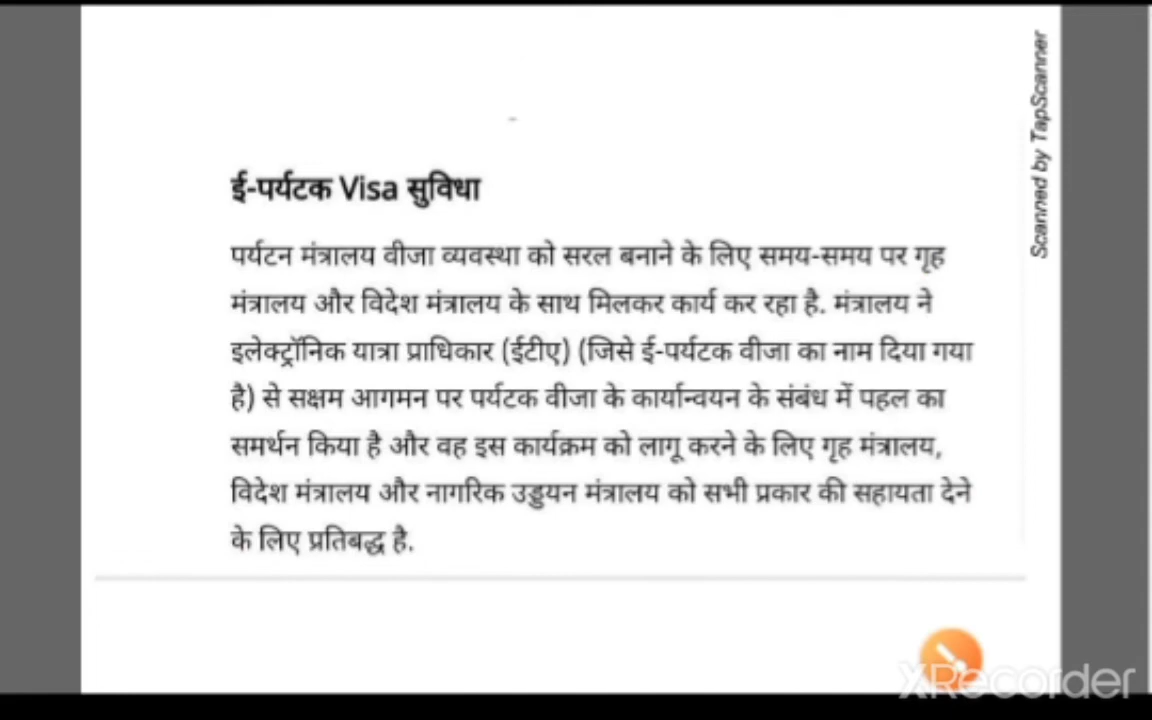 ई-पर्यटक Visa सुविधा
पर्यटन मंत्रालय वीजा व्यवस्था को सरल बनाने के लिए समय-समय पर गृह
मंत्रालय और विदेश मंत्रालय के साथ मिलकर कार्य कर रहा है. मंत्रालय ने
इलेक्ट्रॉनिक यात्रा प्राधिकार (ईटीए) (जिसे ई-पर्यटक वीजा का नाम दिया गया
है) से सक्षम आगमन पर पर्यटक वीजा के कार्यान्वयन के संबंध में पहल का
समर्थन किया है और वह इस कार्यक्रम को लागू करने के लिए गृह मंत्रालय,
विदेश मंत्रालय और नागरिक उड्डयन मंत्रालय को सभी प्रकार की सहायता देने
के लिए प्रतिबद्ध है.
Scanned by TapScanner
XRecorder